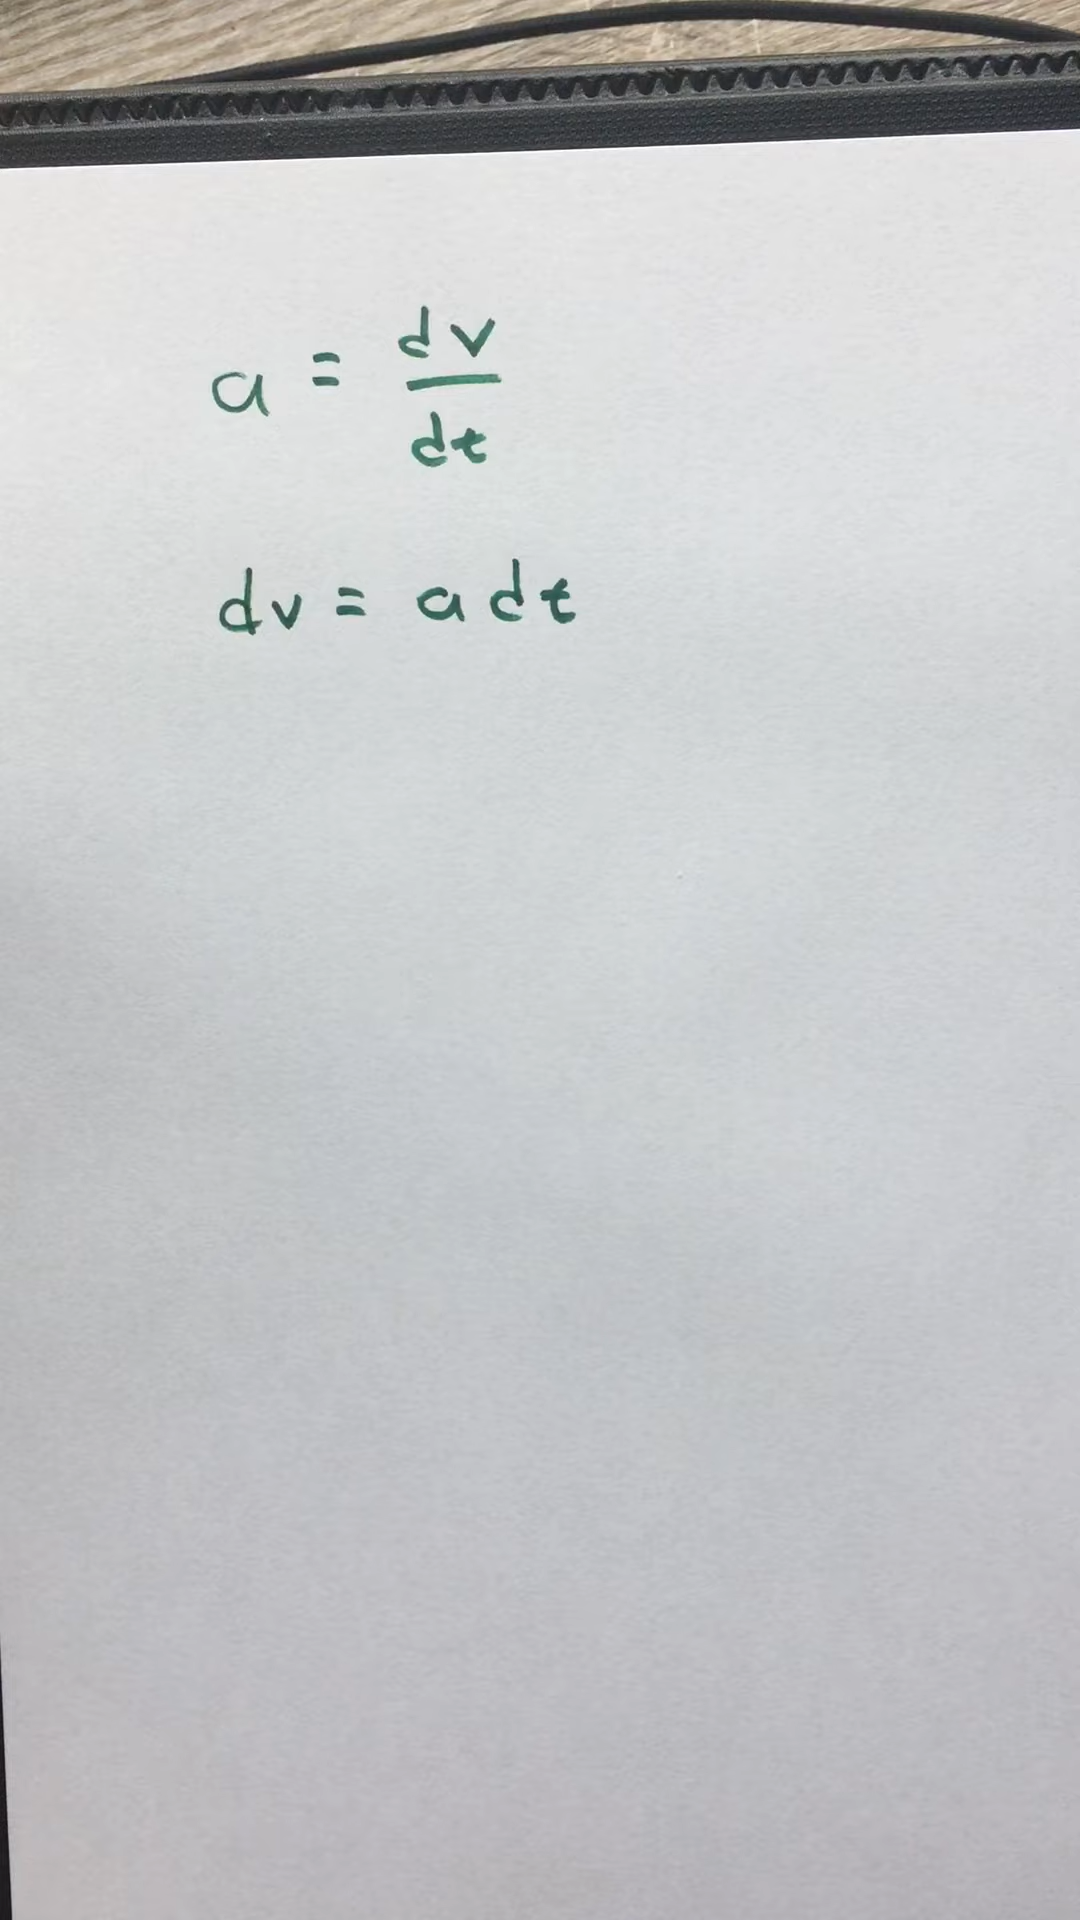 a = dv/dt
dv = a dt